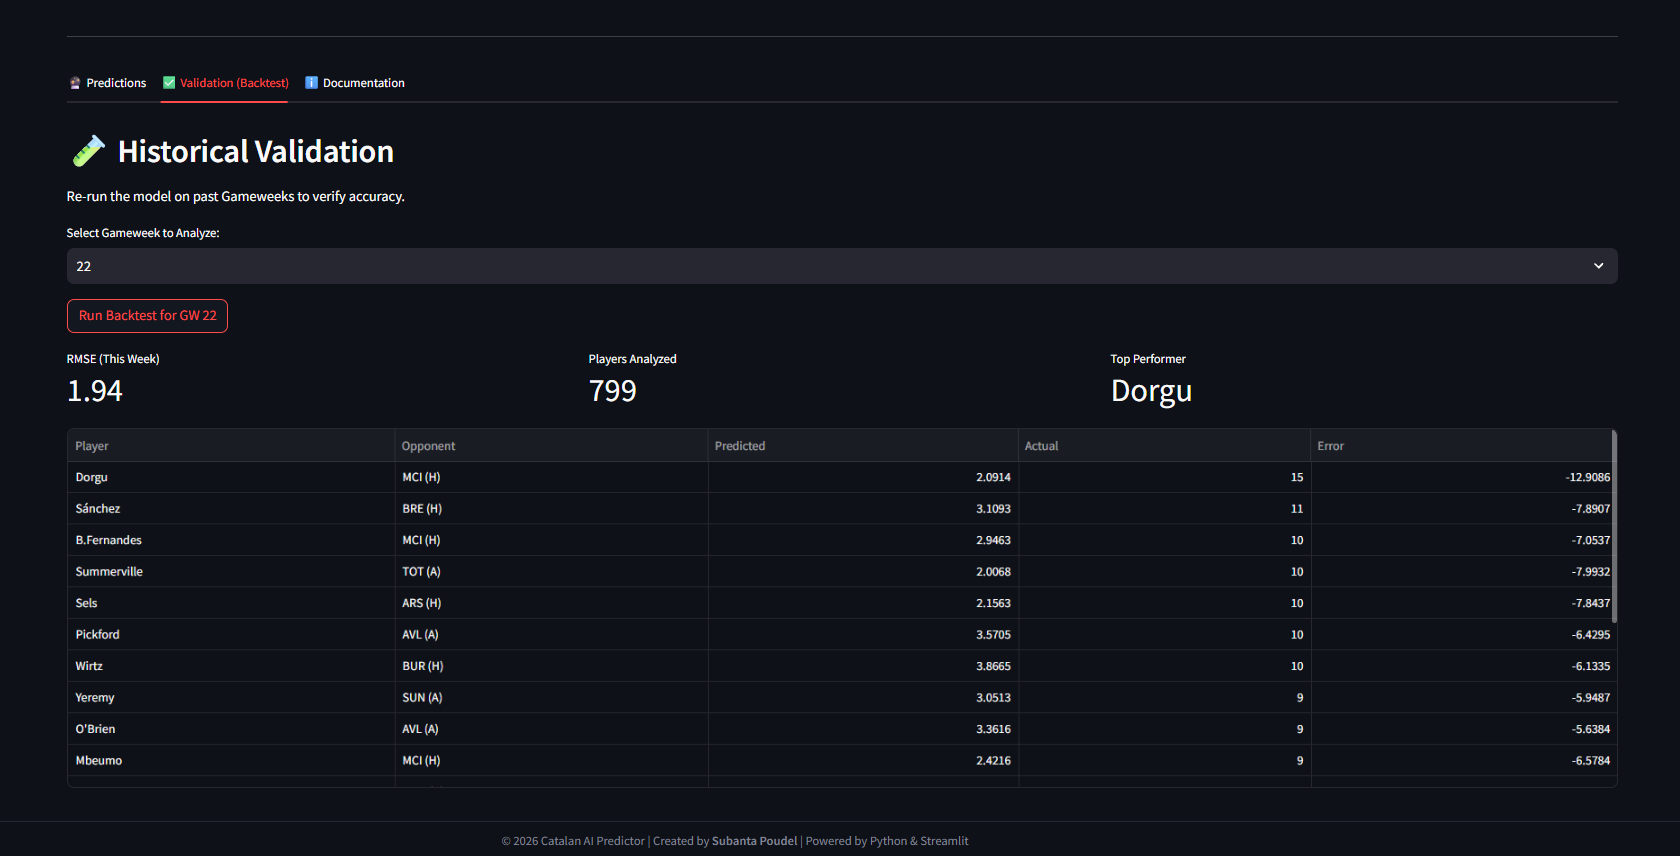 Predictions Validation (Backtest) Documentation
Historical Validation
Re-run the model on past Gameweeks to verify accuracy.
Select Gameweek to Analyze:
22
Run Backtest for GW 22
RMSE (This Week) Players Analyzed Top Performer
1.94 799 Dorgu
Player Opponent Predicted Actual Error
Dorgu MCI (H) 2.0914 15 -12.9086
Sánchez BRE (H) 3.1093 11 -7.8907
B.Fernandes MCI (H) 2.9463 10 -7.0537
Summerville TOT (A) 2.0068 10 -7.9932
Sels ARS (H) 2.1563 10 -7.8437
Pickford AVL (A) 3.5705 10 -6.4295
Wirtz BUR (H) 3.8665 10 -6.1335
Yeremy SUN (A) 3.0513 9 -5.9487
O'Brien AVL (A) 3.3616 9 -5.6384
Mbeumo MCI (H) 2.4216 9 -6.5784
© 2026 Catalan AI Predictor | Created by Subanta Poudel | Powered by Python & Streamlit